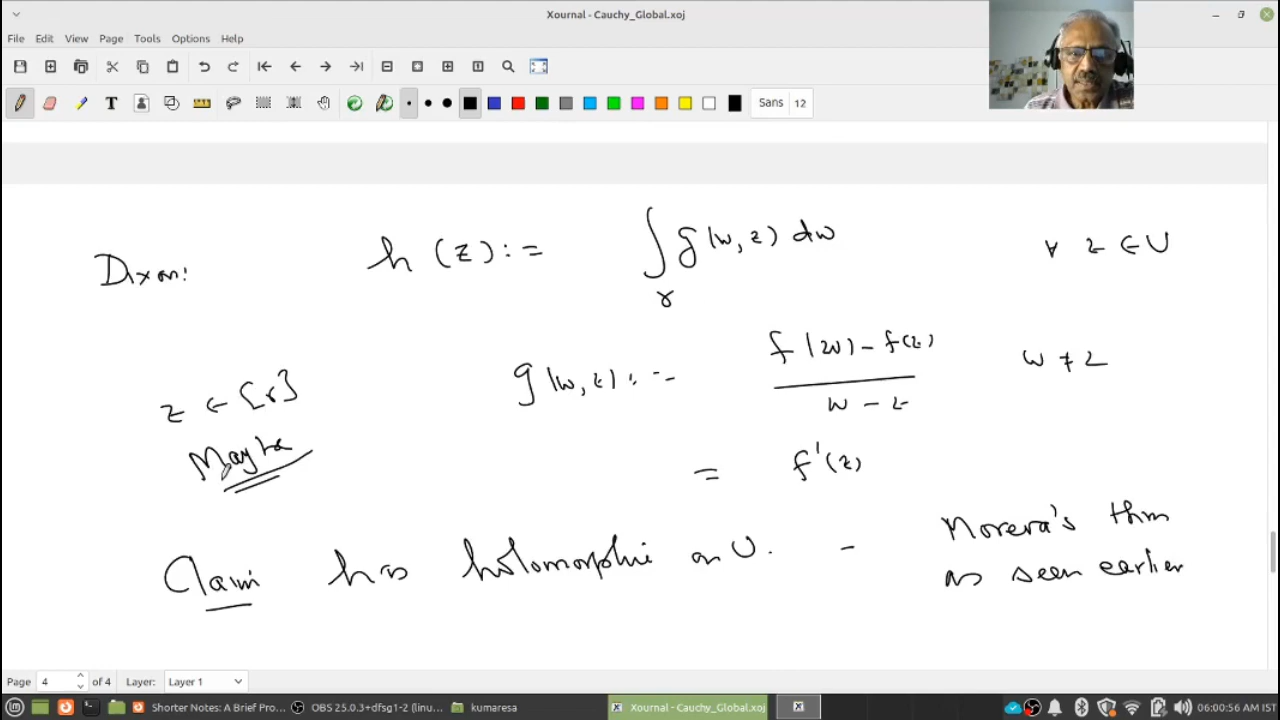 Xournal - Cauchy_Global.xoj
File Edit View Page Tools Options Help
Sans 12
Dixon: h (z) := ∫γ g(w, z) dw ∀ z ∈ U
g(w, z) := f(w) - f(z) / w - z w ≠ z
z ∈ {γ}
Maybe
= f'(z)
Claim h is holomorphic on U. - Morera's thm
as seen earlier
Page 4 of 4 Layer: Layer 1
Shorter Notes: A Brief Pro... OBS 25.0.3+dfsg1-2 (linu... kumaresa Xournal - Cauchy_Global.xoj 06:00:56 AM IST